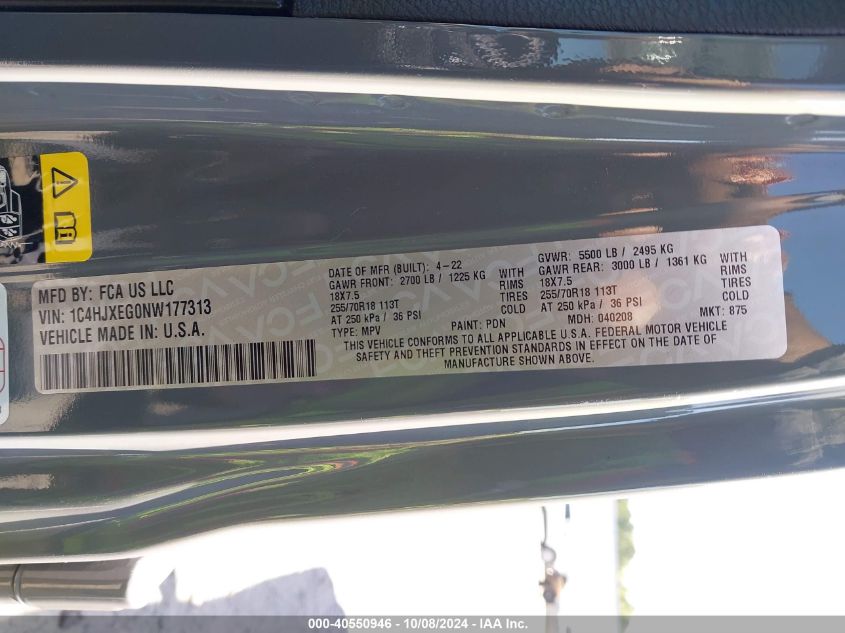 MFD BY: FCA US LLC
VIN: 1C4HJXEG0NW177313
VEHICLE MADE IN U.S.A.
DATE OF MFR (BUILT): 4-22
GAWR FRONT: 2700 LB / 1225 KG WITH
18X7.5 RIMS
255/70R18 113T TIRES
AT 250 kPa / 36 PSI COLD
TYPE: MPV PAINT: PDN
GVWR: 5500 LB / 2495 KG
GAWR REAR: 3000 LB / 1361 KG WITH
18X7.5 RIMS
255/70R18 113T TIRES
AT 250 kPa / 36 PSI COLD
MDH: 040208 MKT: 875
THIS VEHICLE CONFORMS TO ALL APPLICABLE U.S.A. FEDERAL MOTOR VEHICLE
SAFETY AND THEFT PREVENTION STANDARDS IN EFFECT ON THE DATE OF
MANUFACTURE SHOWN ABOVE.
000-40550946 - 10/08/2024 - IAA Inc.